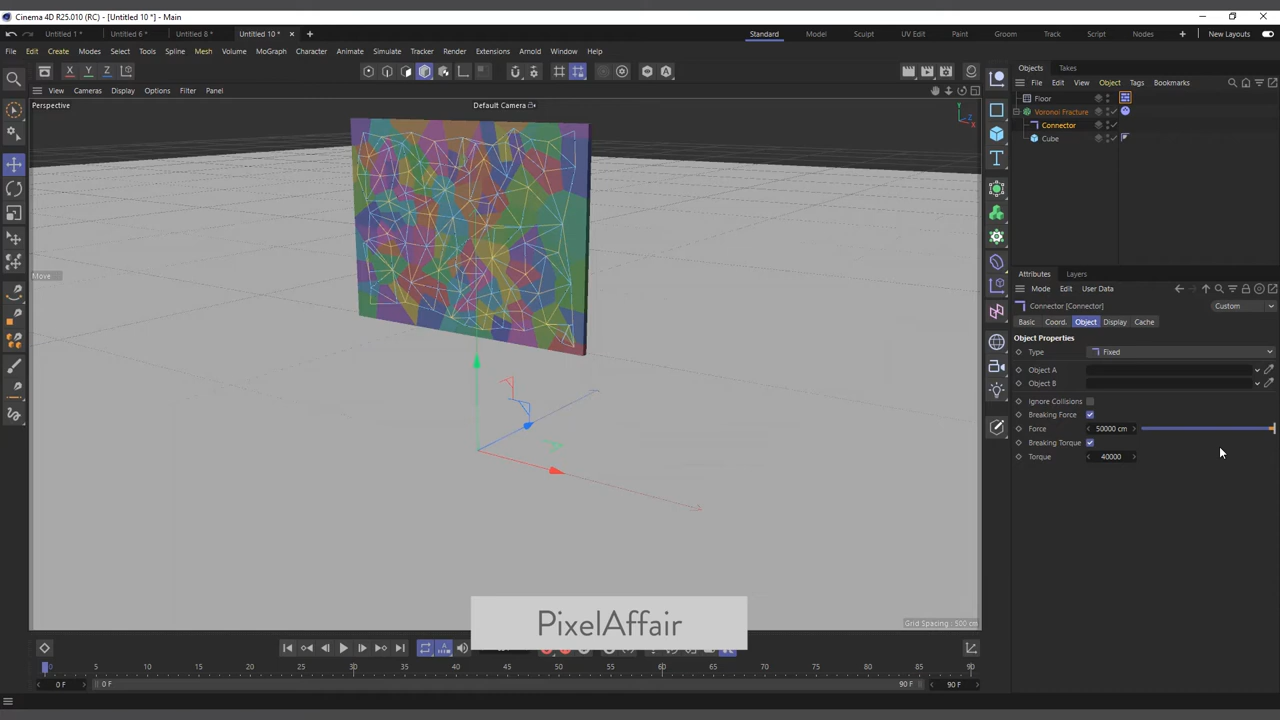 Cinema 4D R25.010 (RC) - [Untitled 10 *] - Main
Untitled 1 * Untitled 6 * Untitled 8 * Untitled 10 * Standard Model Sculpt UV Edit Paint Groom Track Script Nodes New Layouts
File Edit Create Modes Select Tools Spline Mesh Volume MoGraph Character Animate Simulate Tracker Render Extensions Arnold Window Help
X Y Z
Objects Takes
File Edit View Object Tags Bookmarks
View Cameras Display Options Filter Panel
Perspective
Default Camera
Y
Z
X
Floor
Voronoi Fracture
Connector
Cube
Move
Attributes Layers
Mode Edit User Data
Connector [Connector]
Custom
Basic Coord. Object Display Cache
Object Properties
Type Fixed
Object A
Object B
Ignore Collisions
Breaking Force
Force 50000 cm
Breaking Torque
Torque 40000
PixelAffair
Grid Spacing : 500 cm
0 5 10 15 20 25 30 35 40 45 50 55 60 65 70 75 80 85 90
0 F 0 F 90 F 90 F